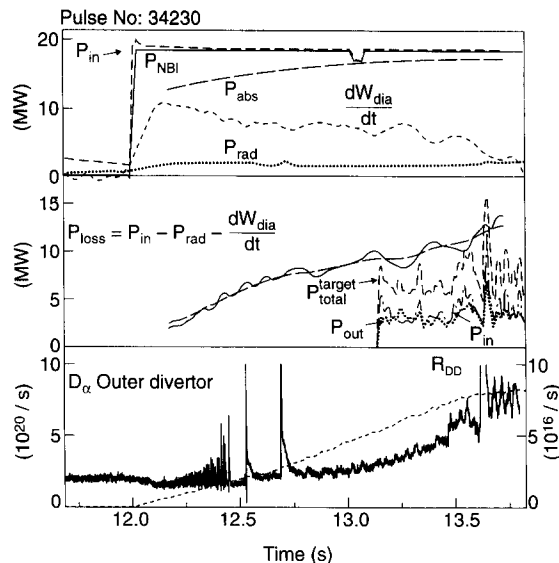 Pulse No: 34230
20
P_in
P_NBI
P_abs
dW_dia
dt
10
(MW)
P_rad
0
15
P_loss = P_in – P_rad – dW_dia
dt
10
(MW)
P_total^target
5
P_out
P_in
0
10
D_α Outer divertor
R_DD
10
(10^20 / s)
5
5
(10^16 / s)
0
0
12.0 12.5 13.0 13.5
Time (s)